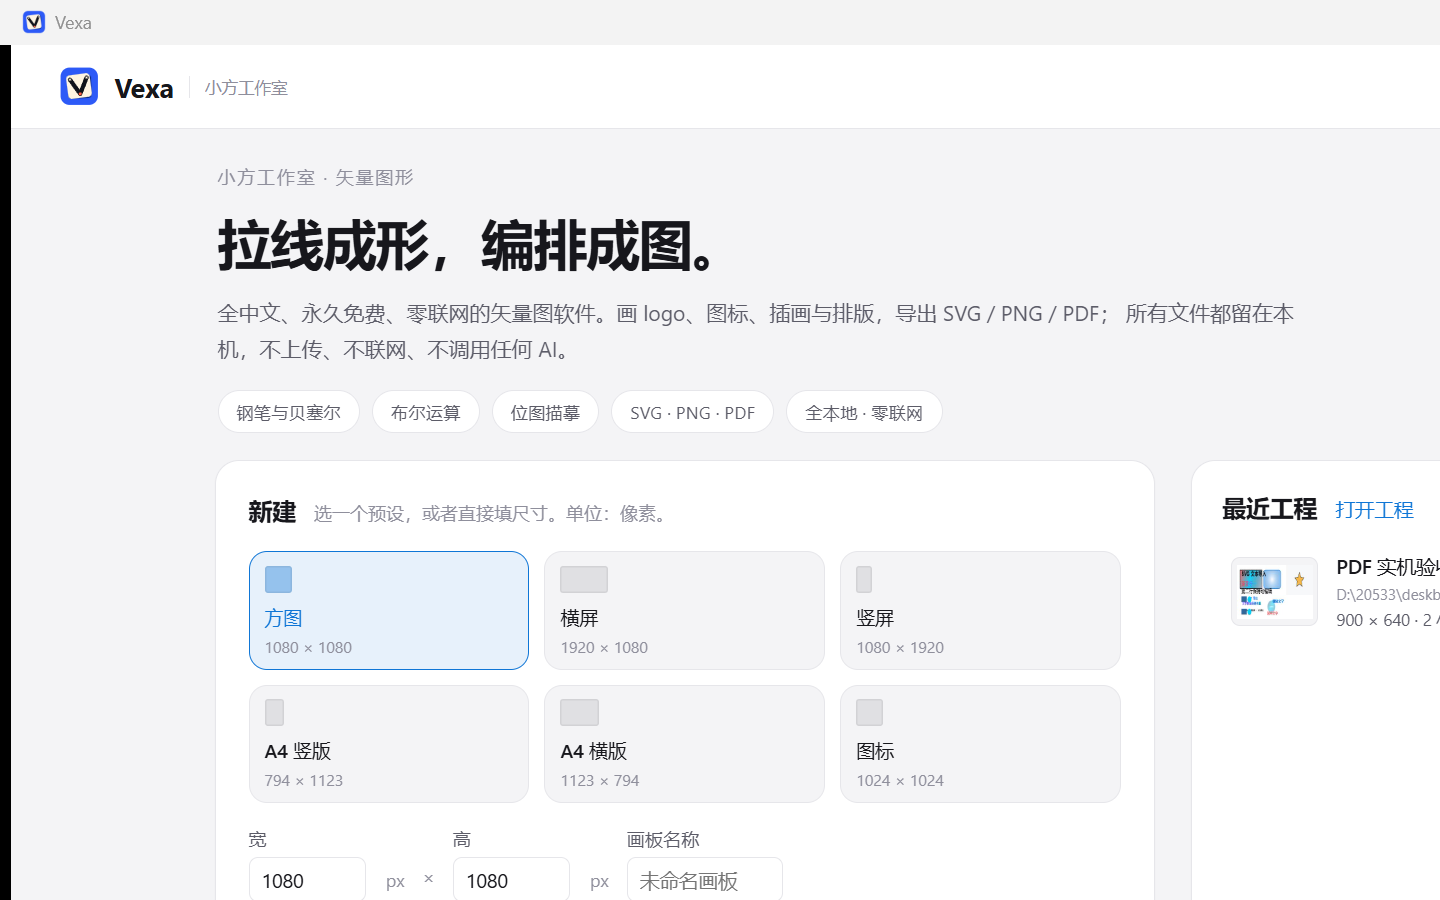 Vexa
Vexa 小方工作室
小方工作室 · 矢量图形
拉线成形，编排成图。
全中文、永久免费、零联网的矢量图软件。画 logo、图标、插画与排版，导出 SVG / PNG / PDF； 所有文件都留在本
机，不上传、不联网、不调用任何 AI。
钢笔与贝塞尔 布尔运算 位图描摹 SVG · PNG · PDF 全本地 · 零联网
新建 选一个预设，或者直接填尺寸。单位：像素。
方图 横屏 竖屏
1080 × 1080 1920 × 1080 1080 × 1920
A4 竖版 A4 横版 图标
794 × 1123 1123 × 794 1024 × 1024
宽 高 画板名称
1080 px × 1080 px 未命名画板
最近工程 打开工程
PDF 实机验
D:\20533\deskb
900 × 640 · 2